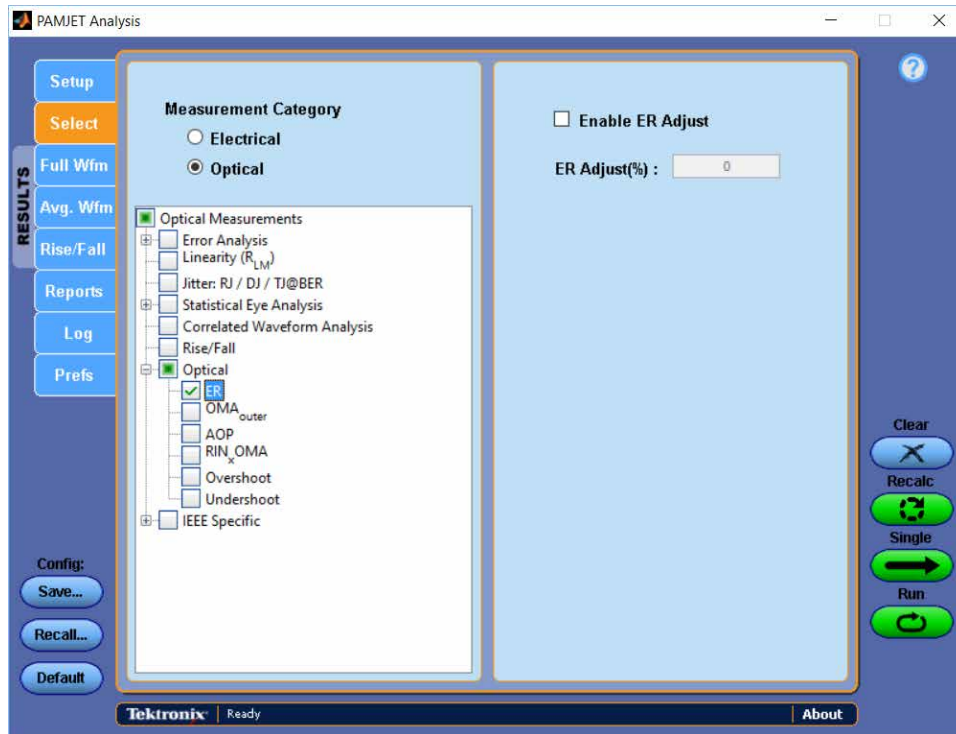 PAMJET Analysis
Setup
Select
Full Wfm
Avg. Wfm
Rise/Fall
Reports
Log
Prefs
RESULTS
Config:
Save...
Recall...
Default
Measurement Category
Electrical
Optical
Optical Measurements
Error Analysis
Linearity (RLM)
Jitter: RJ / DJ / TJ@BER
Statistical Eye Analysis
Correlated Waveform Analysis
Rise/Fall
Optical
ER
OMAouter
AOP
RINxOMA
Overshoot
Undershoot
IEEE Specific
Enable ER Adjust
ER Adjust(%) : 0
?
Clear
Recalc
Single
Run
Tektronix Ready About